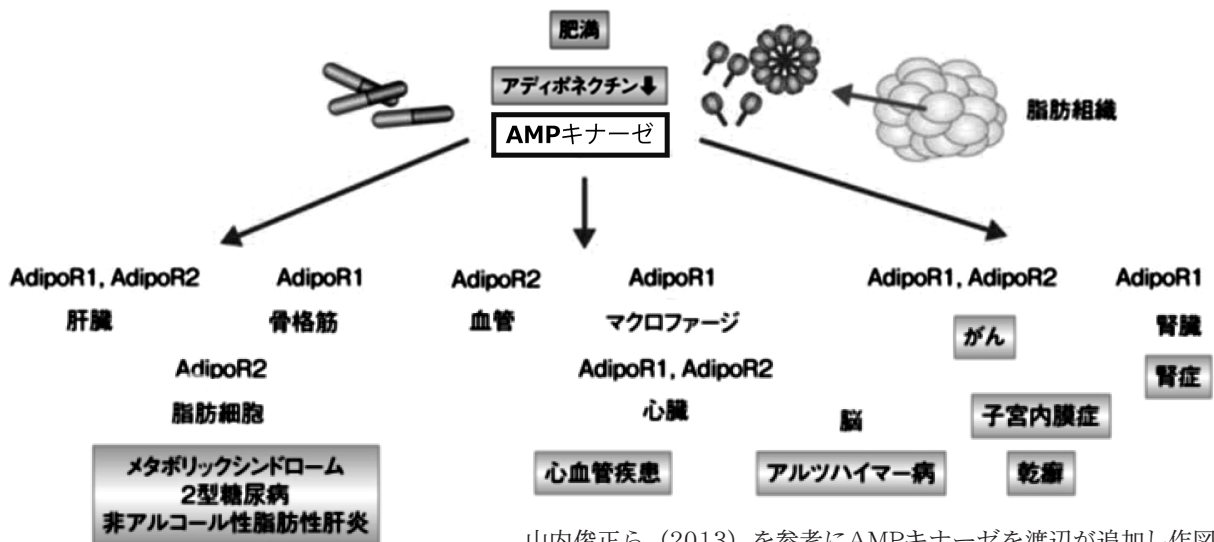 肥満
アディポネクチン⬇
AMPキナーゼ
脂肪組織
AdipoR1, AdipoR2
肝臓
AdipoR1
骨格筋
AdipoR2
脂肪細胞
メタボリックシンドローム
2型糖尿病
非アルコール性脂肪性肝炎
AdipoR2
血管
AdipoR1
マクロファージ
AdipoR1, AdipoR2
心臓
心血管疾患
脳
アルツハイマー病
AdipoR1, AdipoR2
がん
子宮内膜症
乾癬
AdipoR1
腎臓
腎症
山内俊正ら（2013）を参考にAMPキナーゼを渡辺が追加し作図